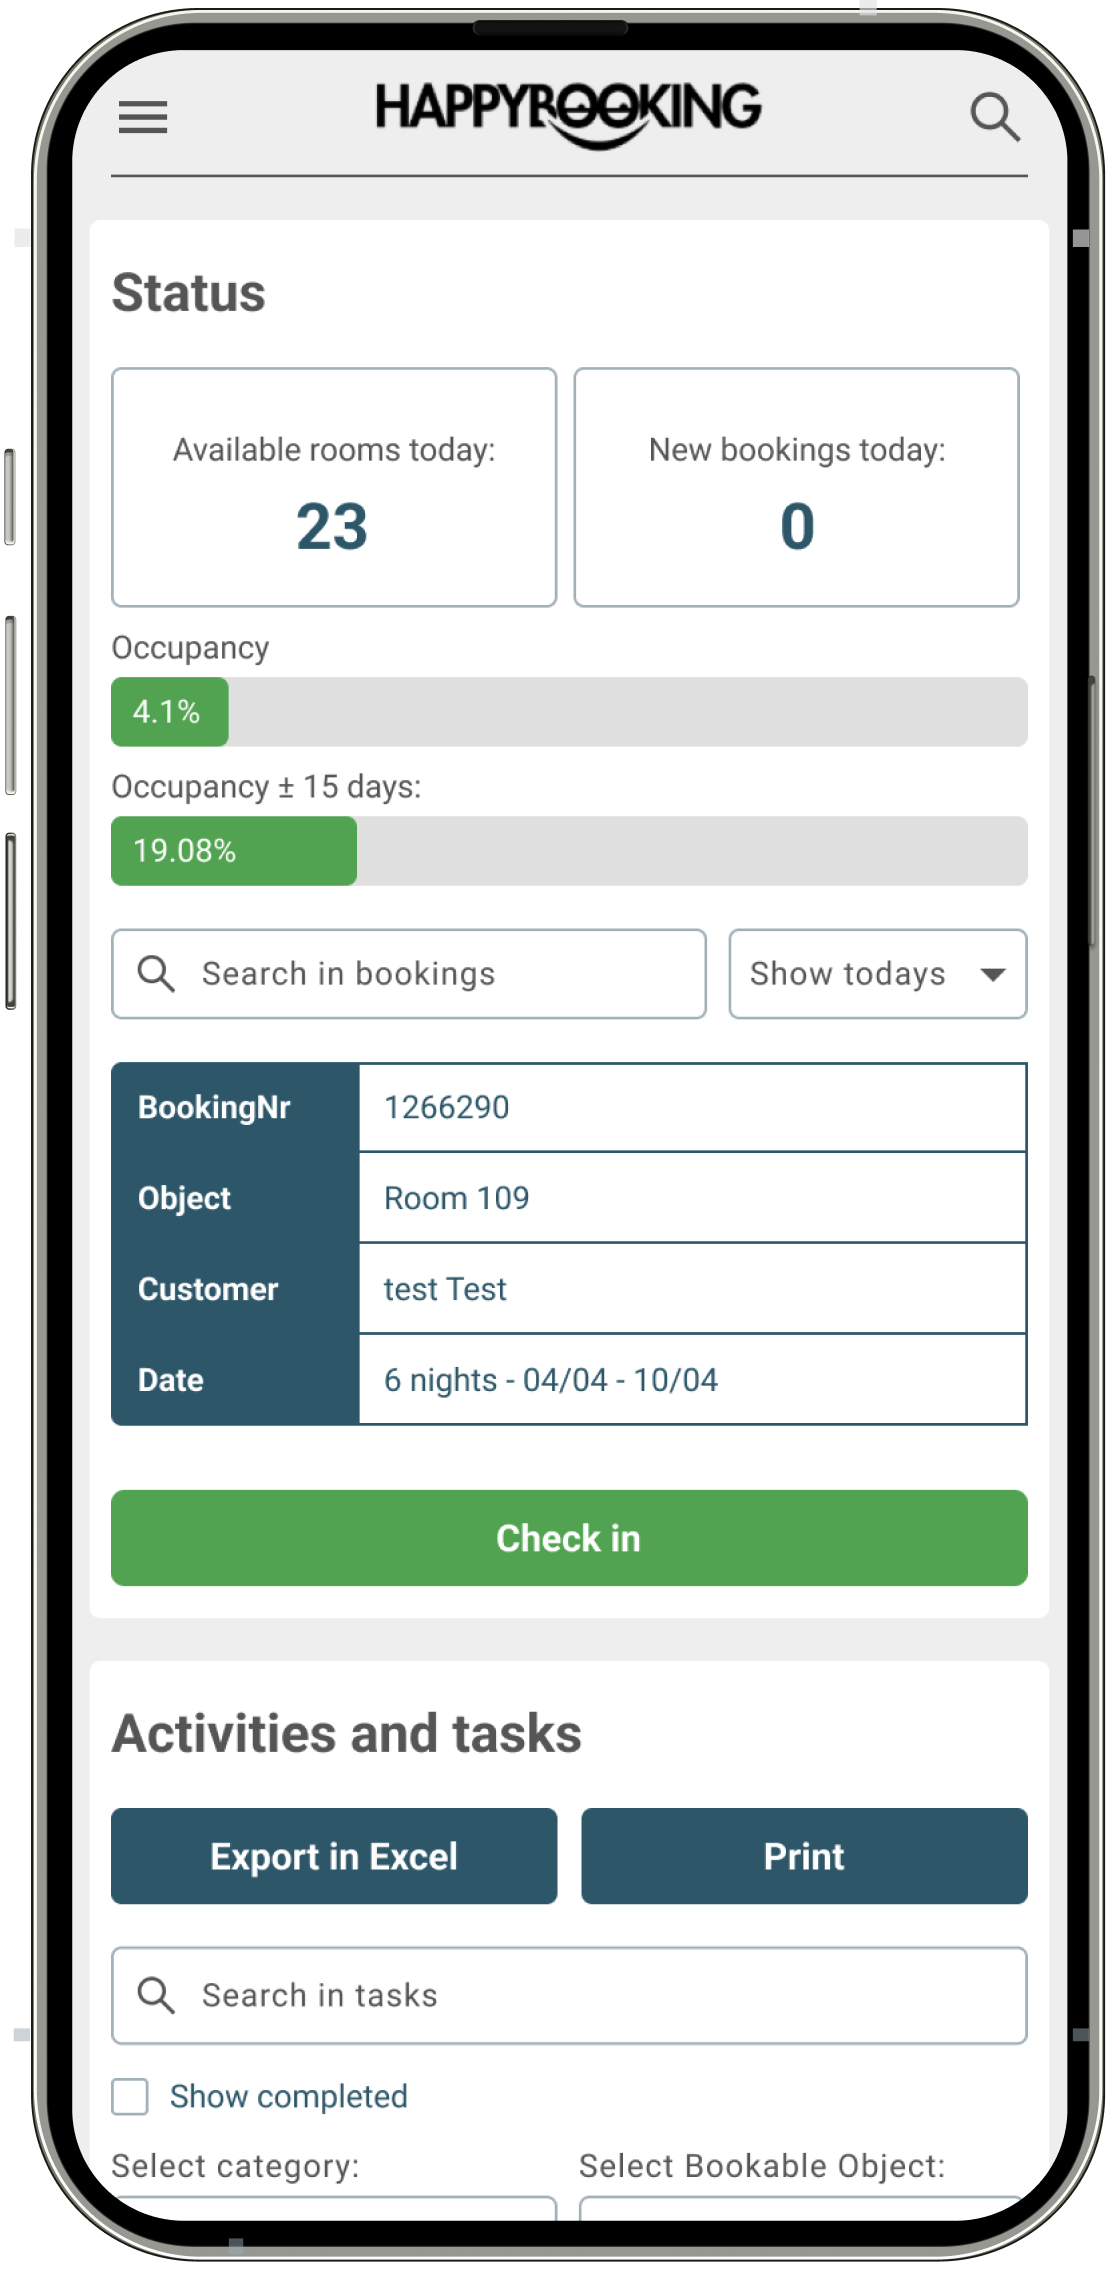 HAPPYBOOKING
Status
Available rooms today:
23
New bookings today:
0
Occupancy
4.1%
Occupancy ± 15 days:
19.08%
Search in bookings
Show todays
BookingNr 1266290
Object Room 109
Customer test Test
Date 6 nights - 04/04 - 10/04
Check in
Activities and tasks
Export in Excel
Print
Search in tasks
Show completed
Select category:
Select Bookable Object: